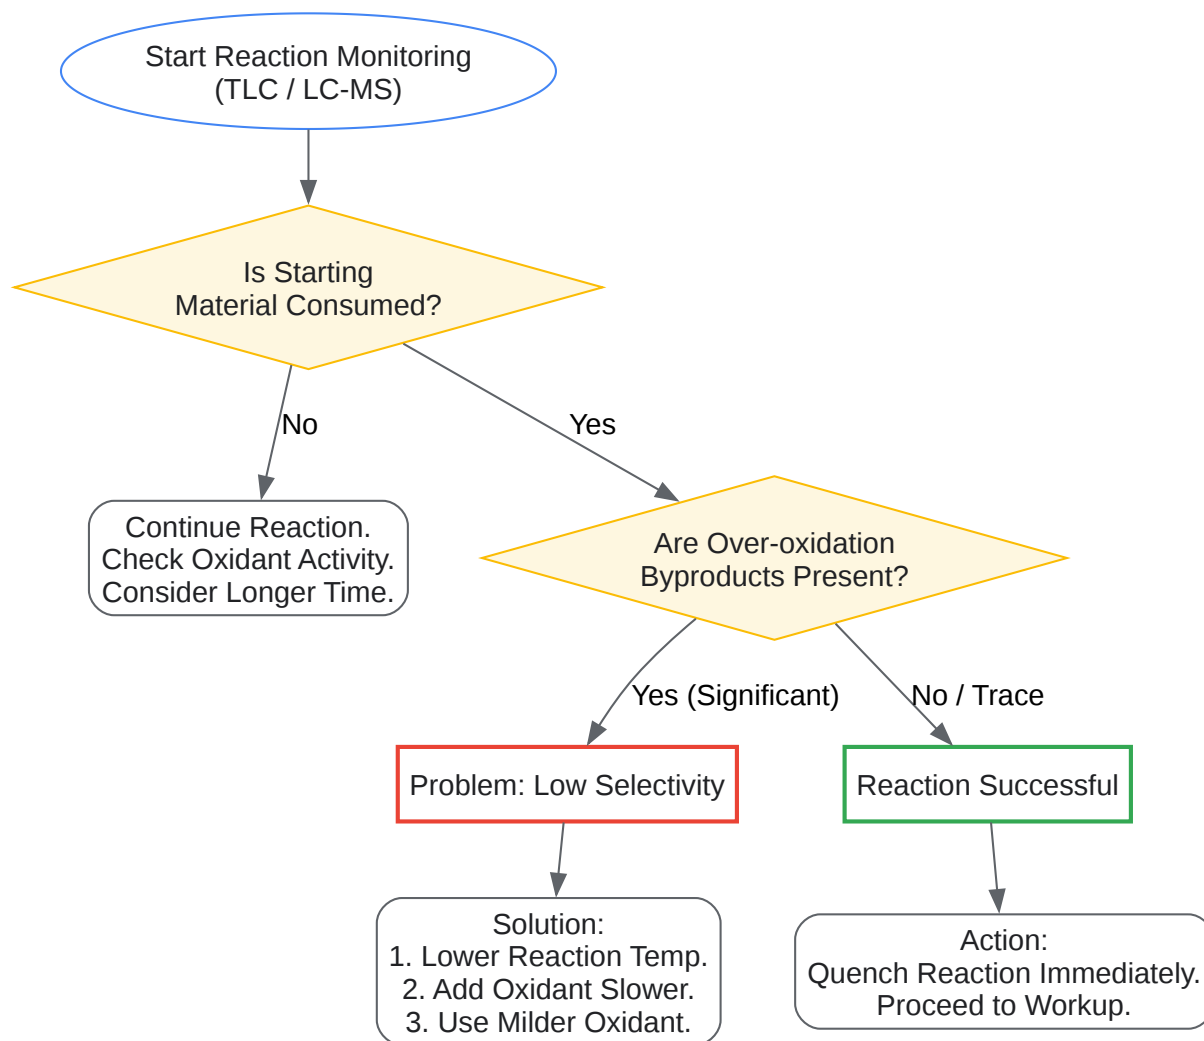 Start Reaction Monitoring
(TLC / LC-MS)
Is Starting
Material Consumed?
No
Yes
Continue Reaction.
Check Oxidant Activity.
Consider Longer Time.
Are Over-oxidation
Byproducts Present?
Yes (Significant)
No / Trace
Problem: Low Selectivity
Reaction Successful
Solution:
1. Lower Reaction Temp.
2. Add Oxidant Slower.
3. Use Milder Oxidant.
Action:
Quench Reaction Immediately.
Proceed to Workup.